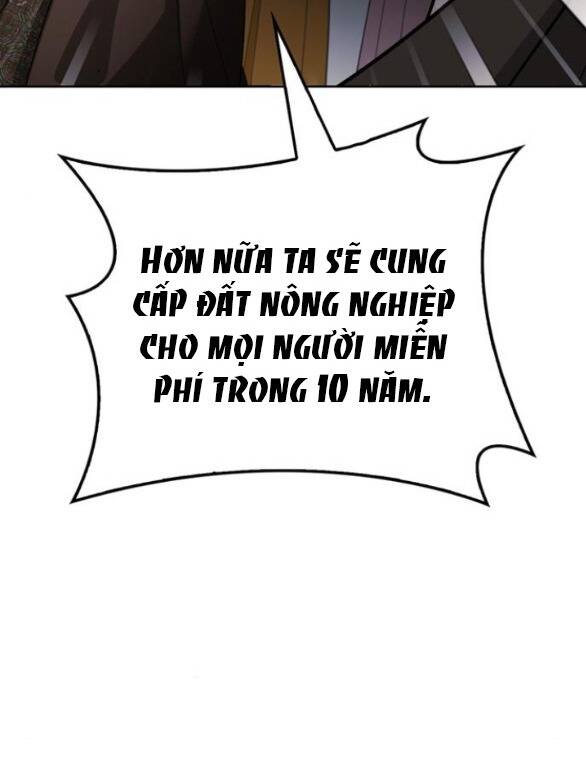 HƠN NỮA TA SẼ CUNG
CẤP ĐẤT NÔNG NGHIỆP
CHO MỌI NGƯỜI MIỄN
PHÍ TRONG 10 NĂM.